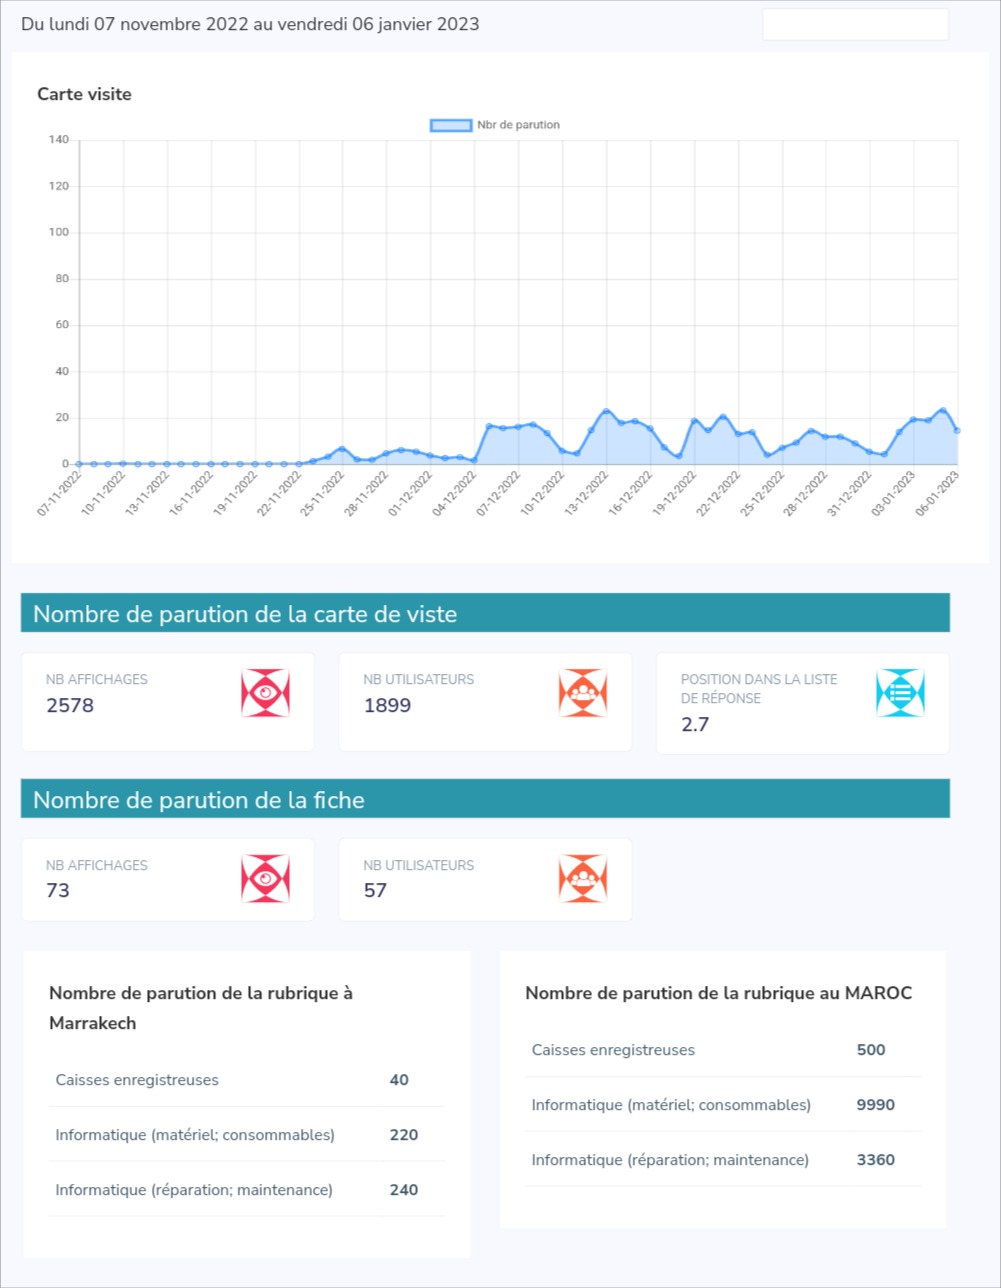 Du lundi 07 novembre 2022 au vendredi 06 janvier 2023
Carte visite
Nbr de parution
140
120
100
80
60
40
20
0
07-11-2022
10-11-2022
13-11-2022
16-11-2022
19-11-2022
22-11-2022
25-11-2022
28-11-2022
01-12-2022
04-12-2022
07-12-2022
10-12-2022
13-12-2022
16-12-2022
19-12-2022
22-12-2022
25-12-2022
28-12-2022
31-12-2022
03-01-2023
06-01-2023
Nombre de parution de la carte de viste
NB AFFICHAGES
2578
NB UTILISATEURS
1899
POSITION DANS LA LISTE
DE RÉPONSE
2.7
Nombre de parution de la fiche
NB AFFICHAGES
73
NB UTILISATEURS
57
Nombre de parution de la rubrique à
Marrakech
Caisses enregistreuses 40
Informatique (matériel; consommables) 220
Informatique (réparation; maintenance) 240
Nombre de parution de la rubrique au MAROC
Caisses enregistreuses 500
Informatique (matériel; consommables) 9990
Informatique (réparation; maintenance) 3360